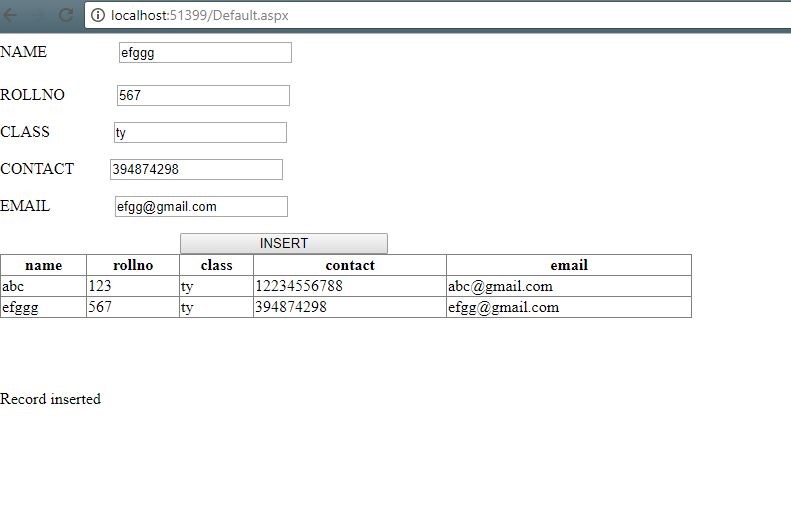 localhost:51399/Default.aspx
NAME efggg
ROLLNO 567
CLASS ty
CONTACT 394874298
EMAIL efgg@gmail.com
INSERT
name rollno class contact email
abc 123 ty 12234556788 abc@gmail.com
efggg 567 ty 394874298 efgg@gmail.com
Record inserted